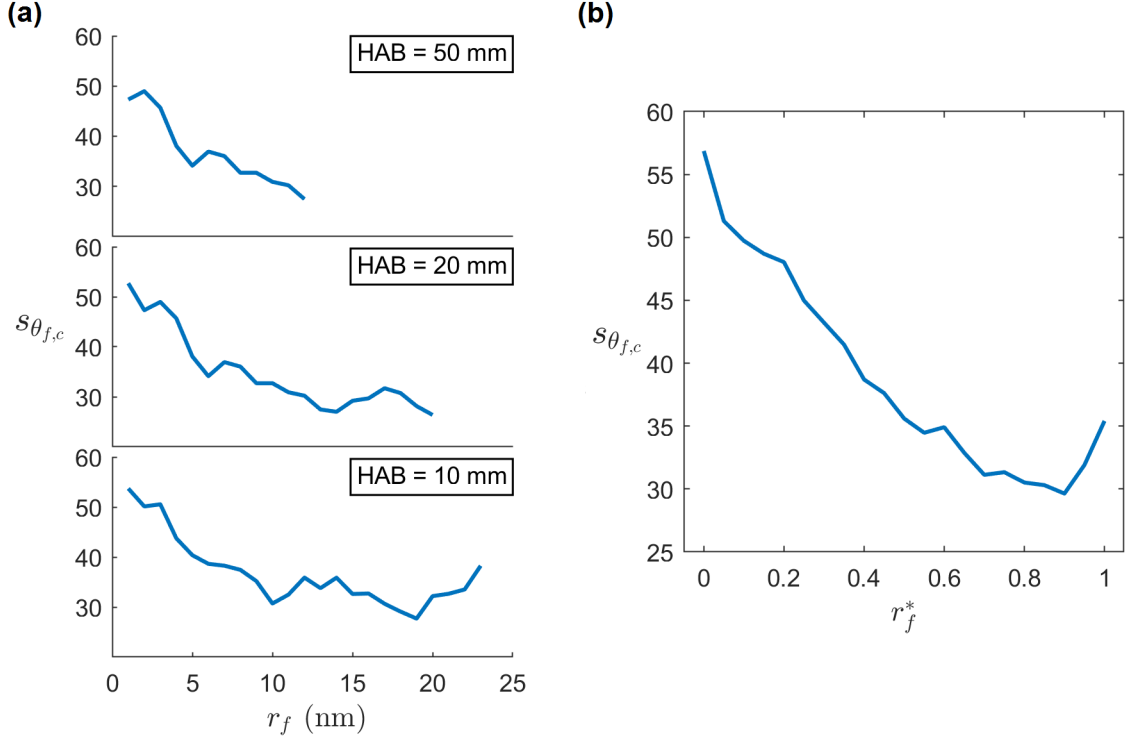 (a)
60
50
40
30
HAB = 50 mm
60
50
40
30
HAB = 20 mm
s_{θ_{f,c}}
60
50
40
30
HAB = 10 mm
0 5 10 15 20 25
r_f (nm)
(b)
60
55
50
45
40
35
30
25
s_{θ_{f,c}}
0 0.2 0.4 0.6 0.8 1
r_f^*